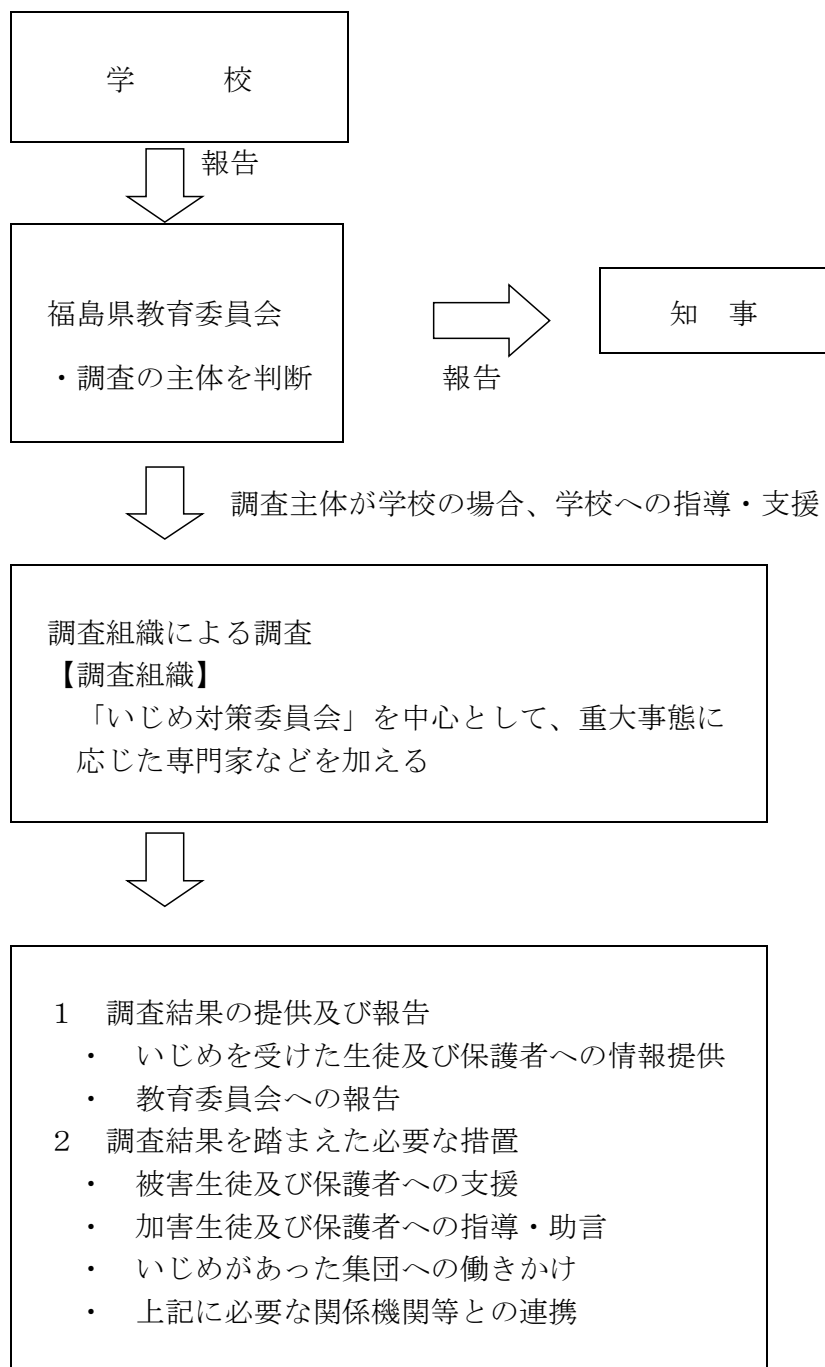 学　　　校
報告
福島県教育委員会
・調査の主体を判断
報告
知　事
調査主体が学校の場合、学校への指導・支援
調査組織による調査
【調査組織】
「いじめ対策委員会」を中心として、重大事態に
応じた専門家などを加える
１　調査結果の提供及び報告
・　いじめを受けた生徒及び保護者への情報提供
・　教育委員会への報告
２　調査結果を踏まえた必要な措置
・　被害生徒及び保護者への支援
・　加害生徒及び保護者への指導・助言
・　いじめがあった集団への働きかけ
・　上記に必要な関係機関等との連携